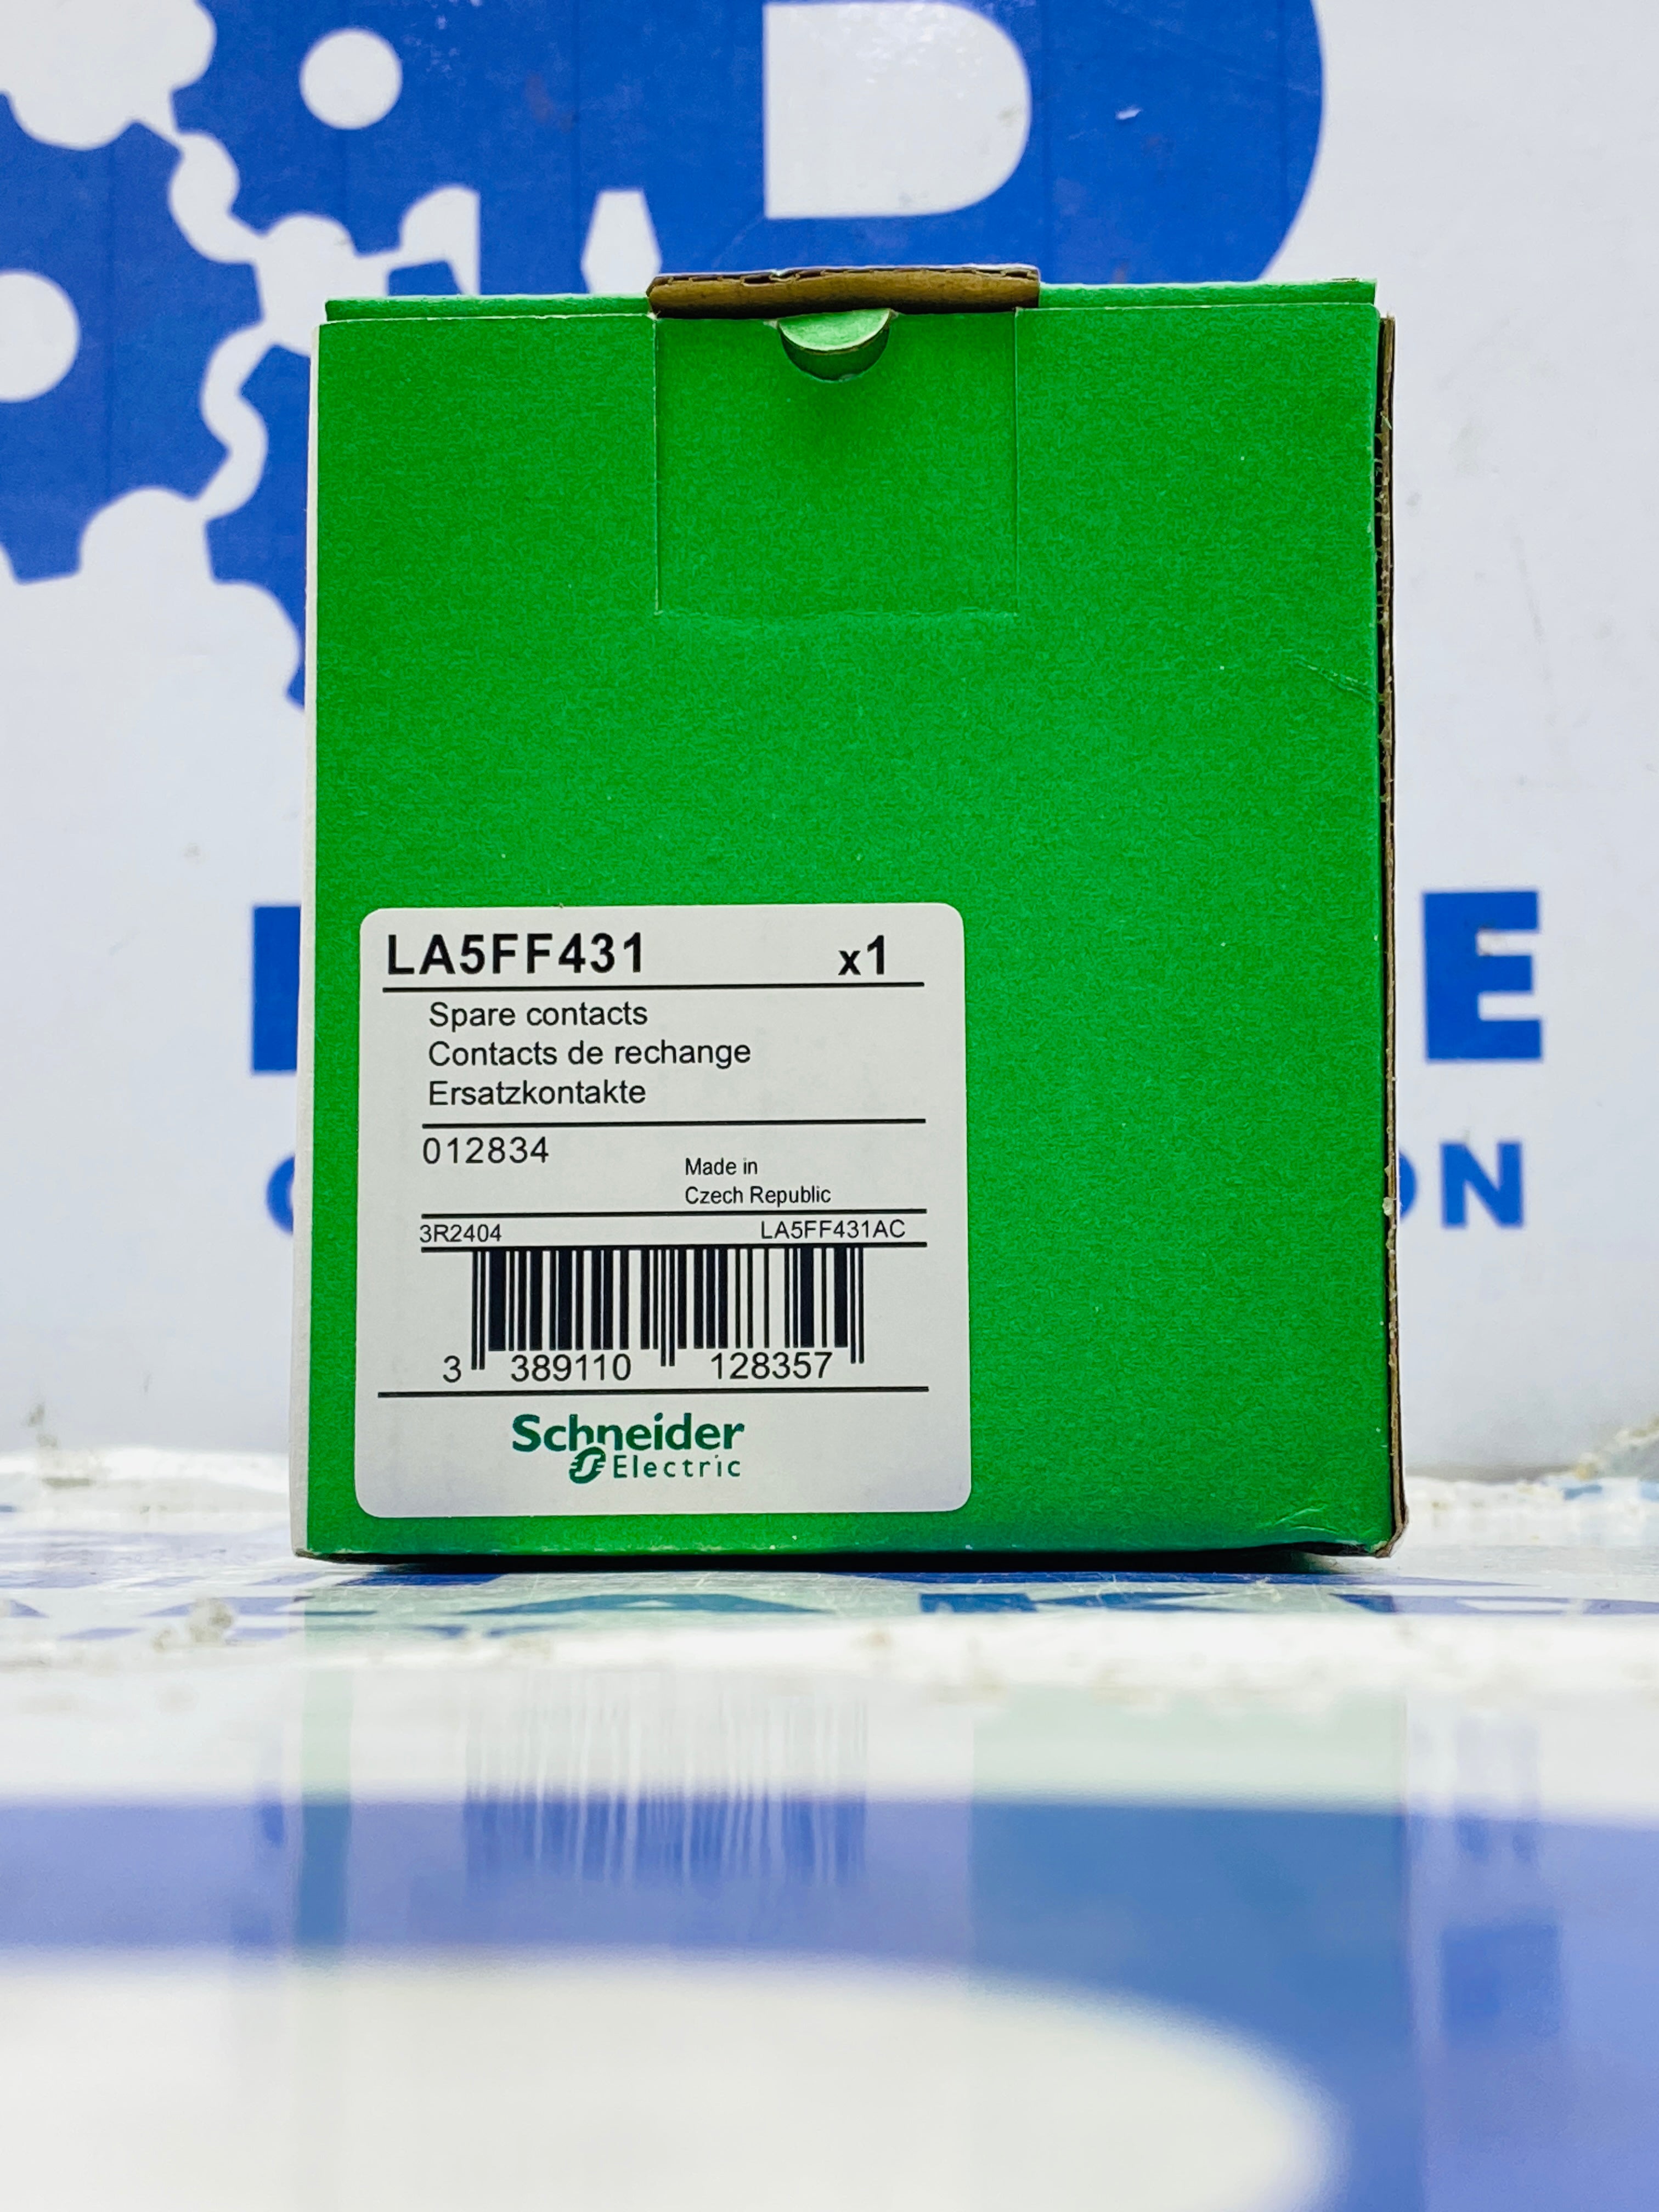 LA5FF431 x1
Spare contacts
Contacts de rechange
Ersatzkontakte
012834
Made in
Czech Republic
3R2404 LA5FF431AC
3 389110 128357
Schneider
Electric